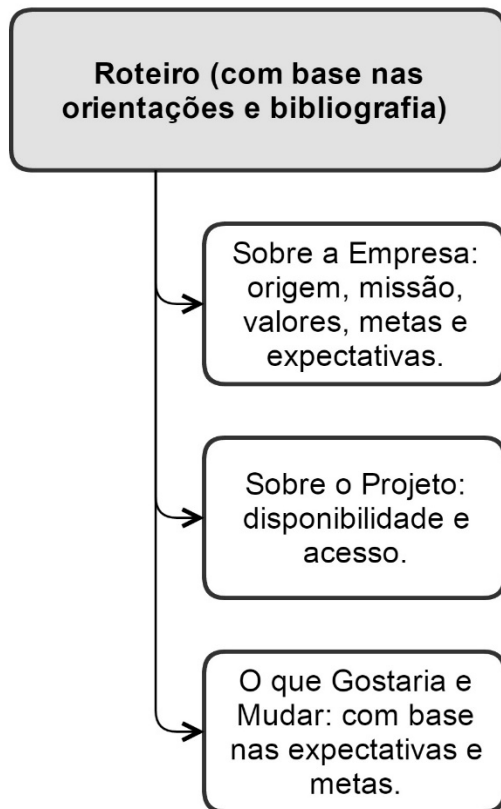 Roteiro (com base nas
orientações e bibliografia)
Sobre a Empresa:
origem, missão,
valores, metas e
expectativas.
Sobre o Projeto:
disponibilidade e
acesso.
O que Gostaria e
Mudar: com base
nas expectativas e
metas.